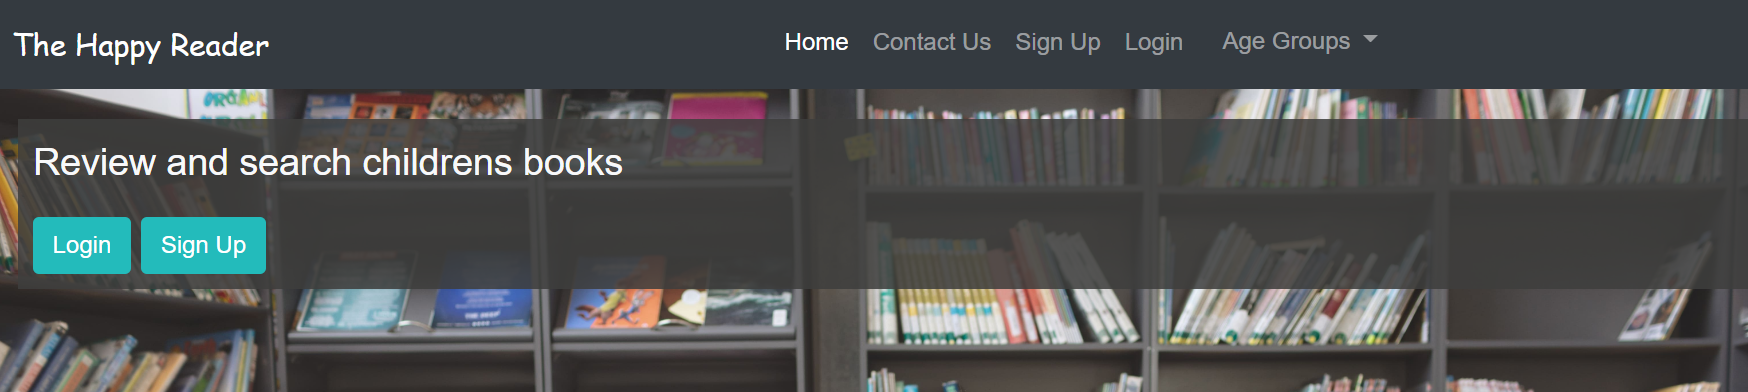 The Happy Reader
Home Contact Us Sign Up Login Age Groups
Review and search childrens books
Login Sign Up